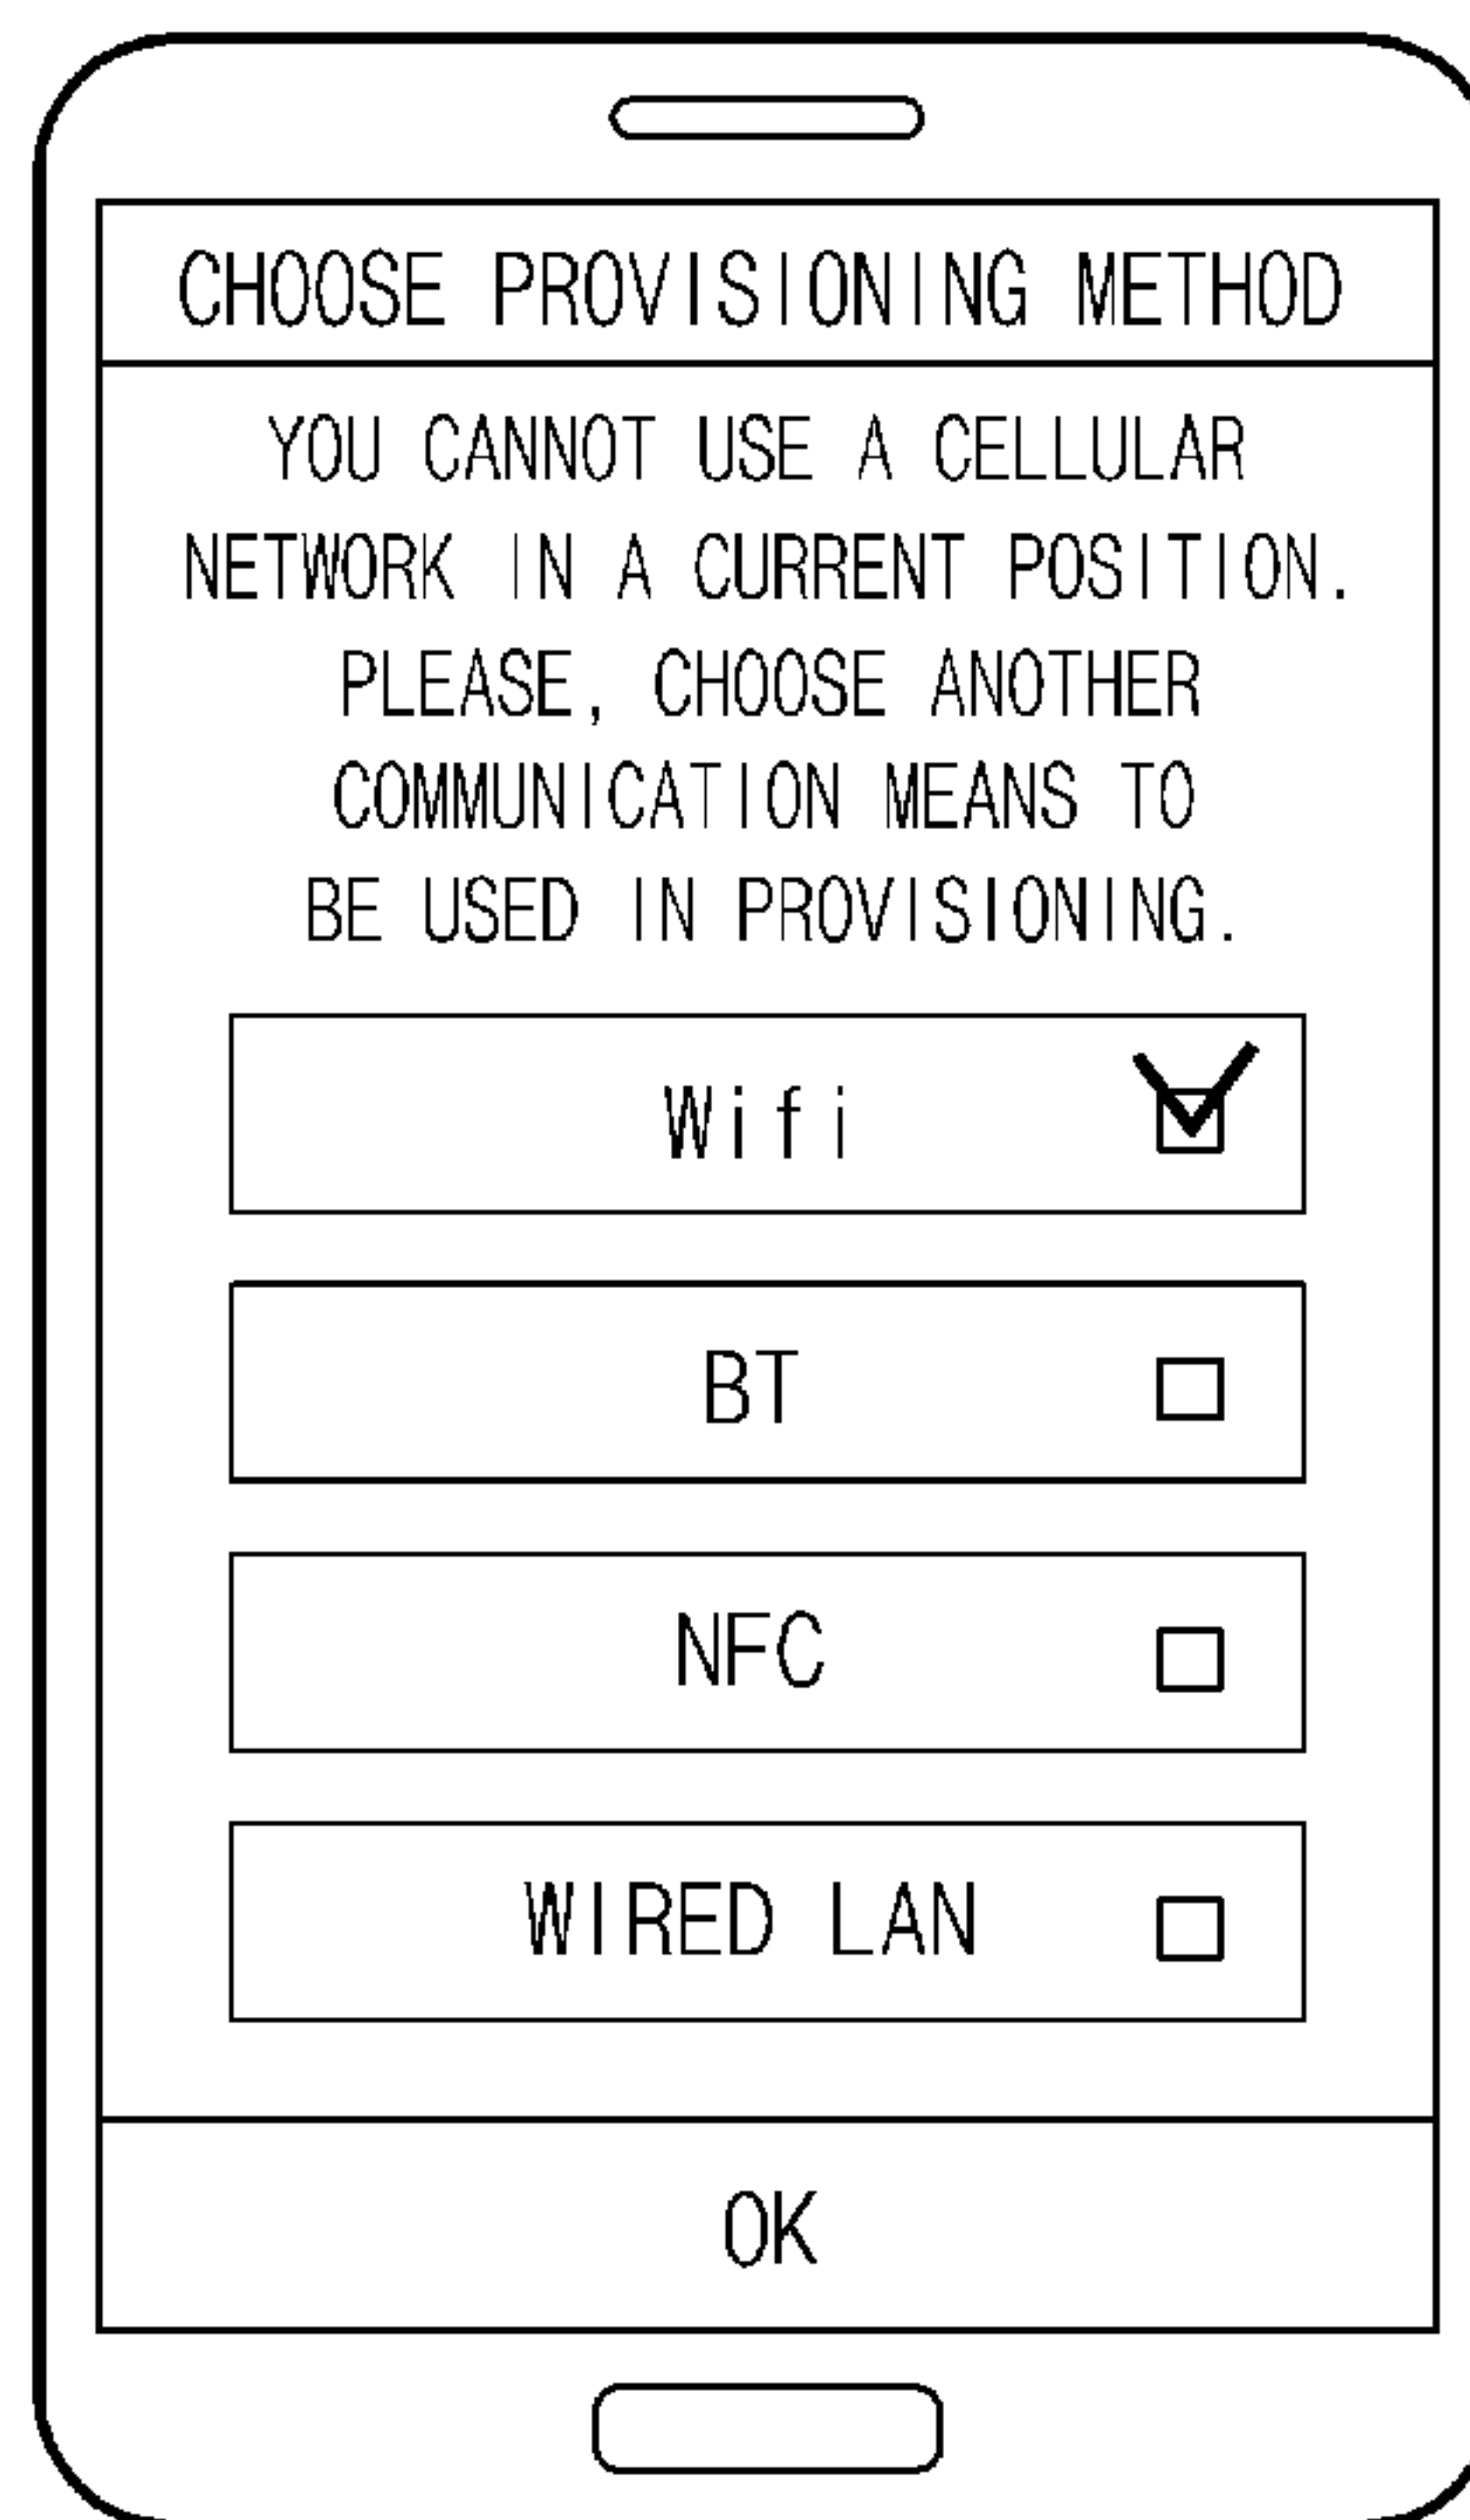 CHOOSE PROVISIONING METHOD
YOU CANNOT USE A CELLULAR
NETWORK IN A CURRENT POSITION.
PLEASE, CHOOSE ANOTHER
COMMUNICATION MEANS TO
BE USED IN PROVISIONING.
Wifi
BT
NFC
WIRED LAN
OK